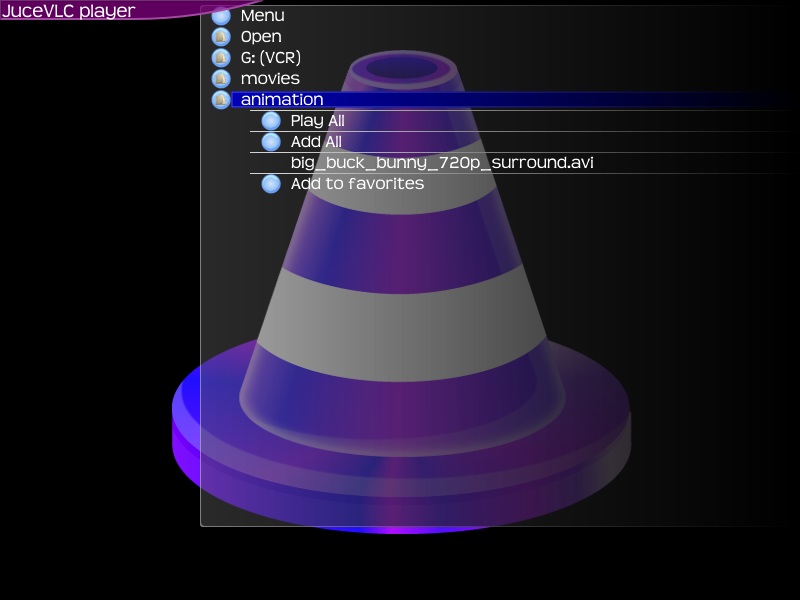 JuceVLC player
Menu
Open
G: (VCR)
movies
animation
Play All
Add All
big_buck_bunny_720p_surround.avi
Add to favorites